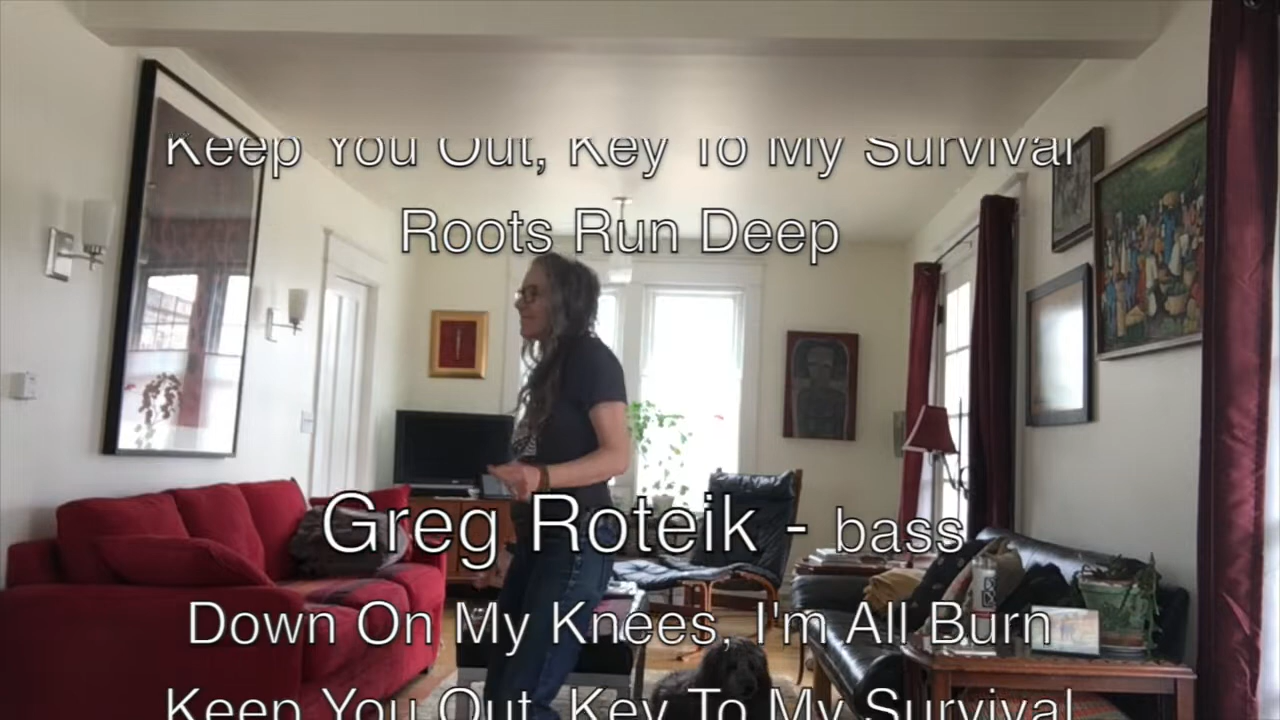 Keep You Out, Key To My Survival
Roots Run Deep
Greg Roteik - bass
Down On My Knees, I'm All Burn
Keep You Out, Key To My Survival